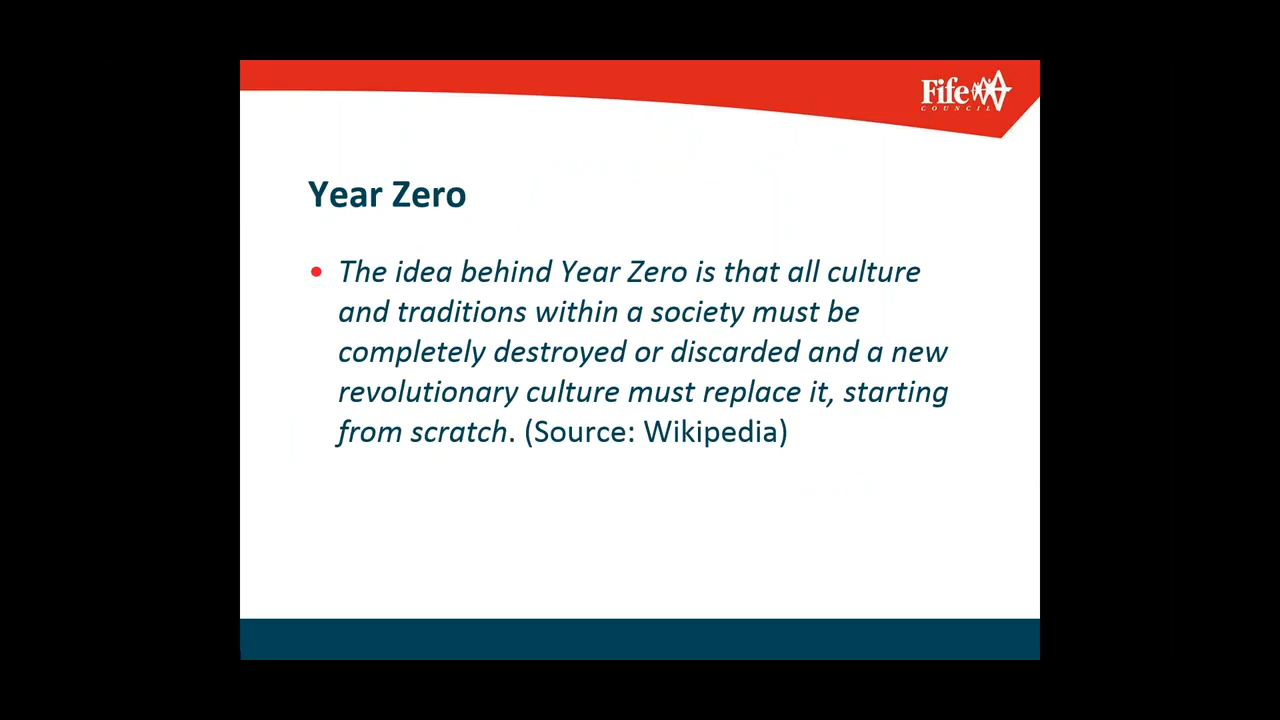 Fife
COUNCIL
Year Zero
• The idea behind Year Zero is that all culture
and traditions within a society must be
completely destroyed or discarded and a new
revolutionary culture must replace it, starting
from scratch. (Source: Wikipedia)